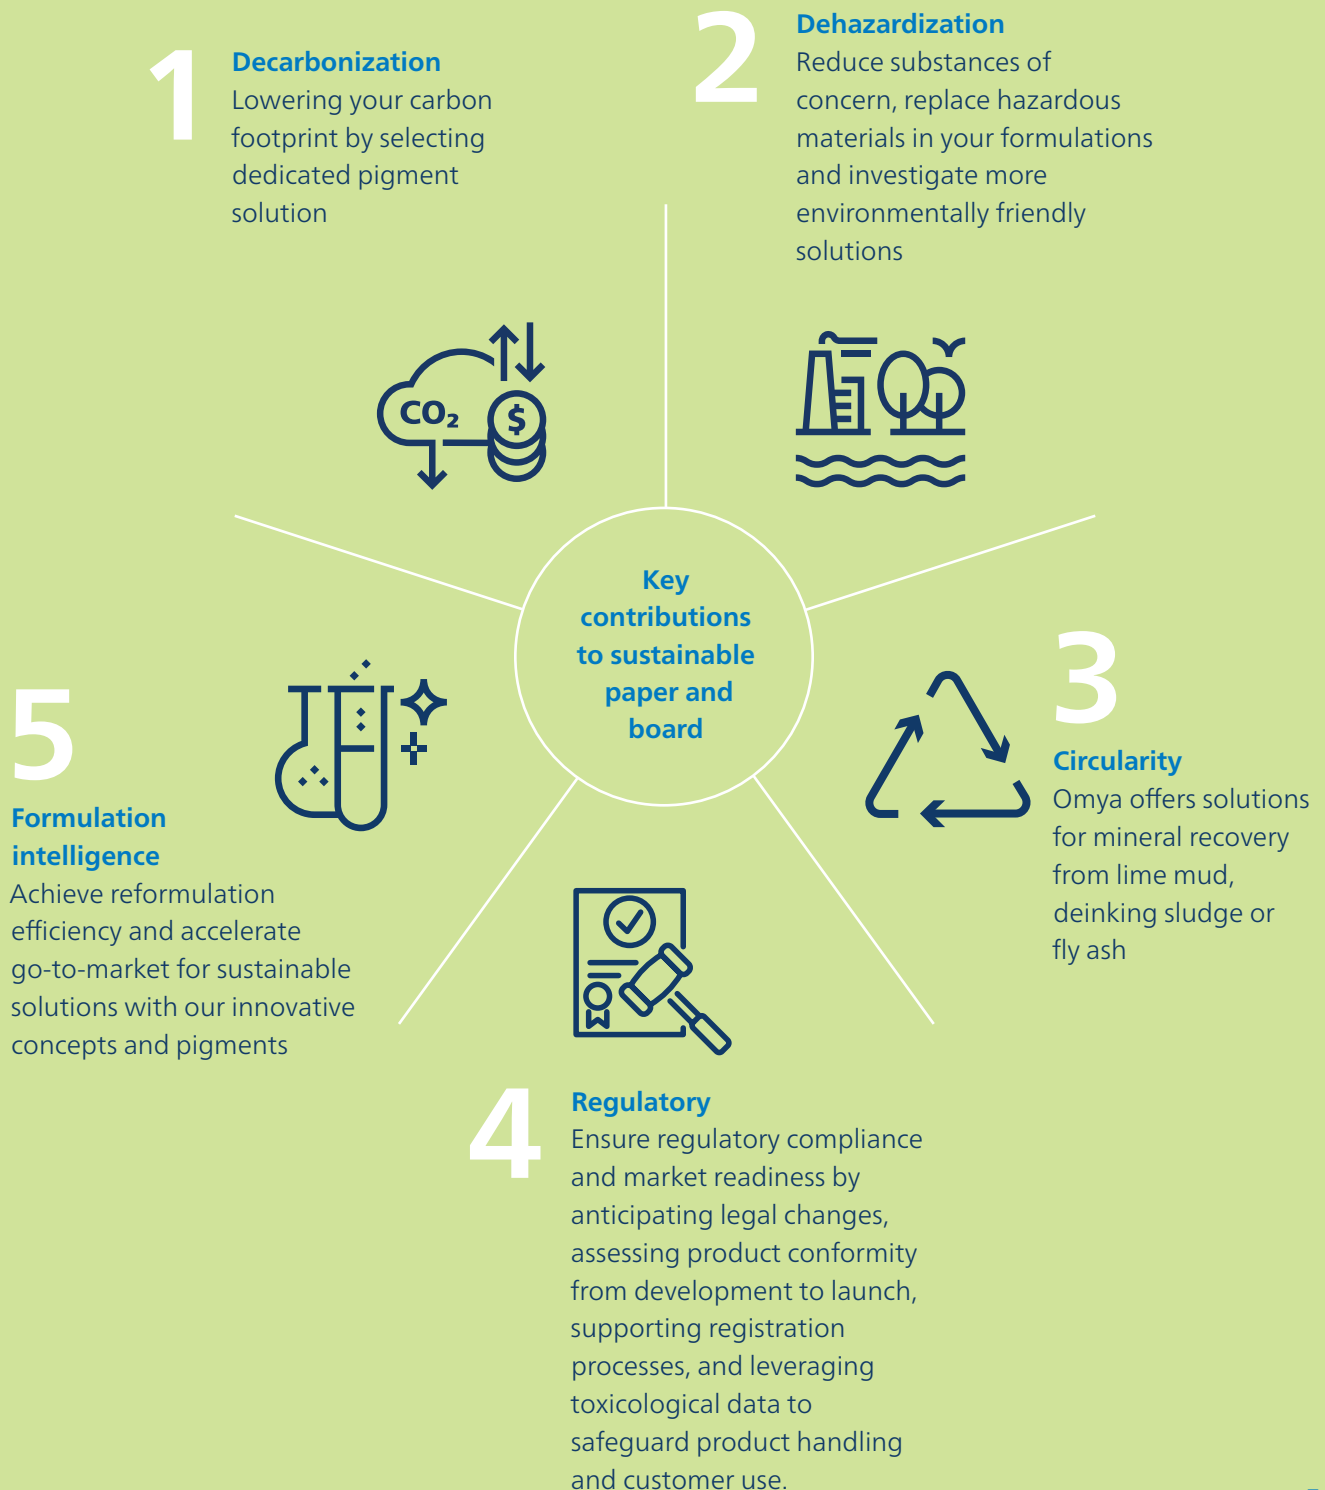 1
Decarbonization
Lowering your carbon
footprint by selecting
dedicated pigment
solution
2
Dehazardization
Reduce substances of
concern, replace hazardous
materials in your formulations
and investigate more
environmentally friendly
solutions
CO₂
$
Key
contributions
to sustainable
paper and
board
3
Circularity
Omya offers solutions
for mineral recovery
from lime mud,
deinking sludge or
fly ash
4
Regulatory
Ensure regulatory compliance
and market readiness by
anticipating legal changes,
assessing product conformity
from development to launch,
supporting registration
processes, and leveraging
toxicological data to
safeguard product handling
and customer use.
5
Formulation
intelligence
Achieve reformulation
efficiency and accelerate
go-to-market for sustainable
solutions with our innovative
concepts and pigments